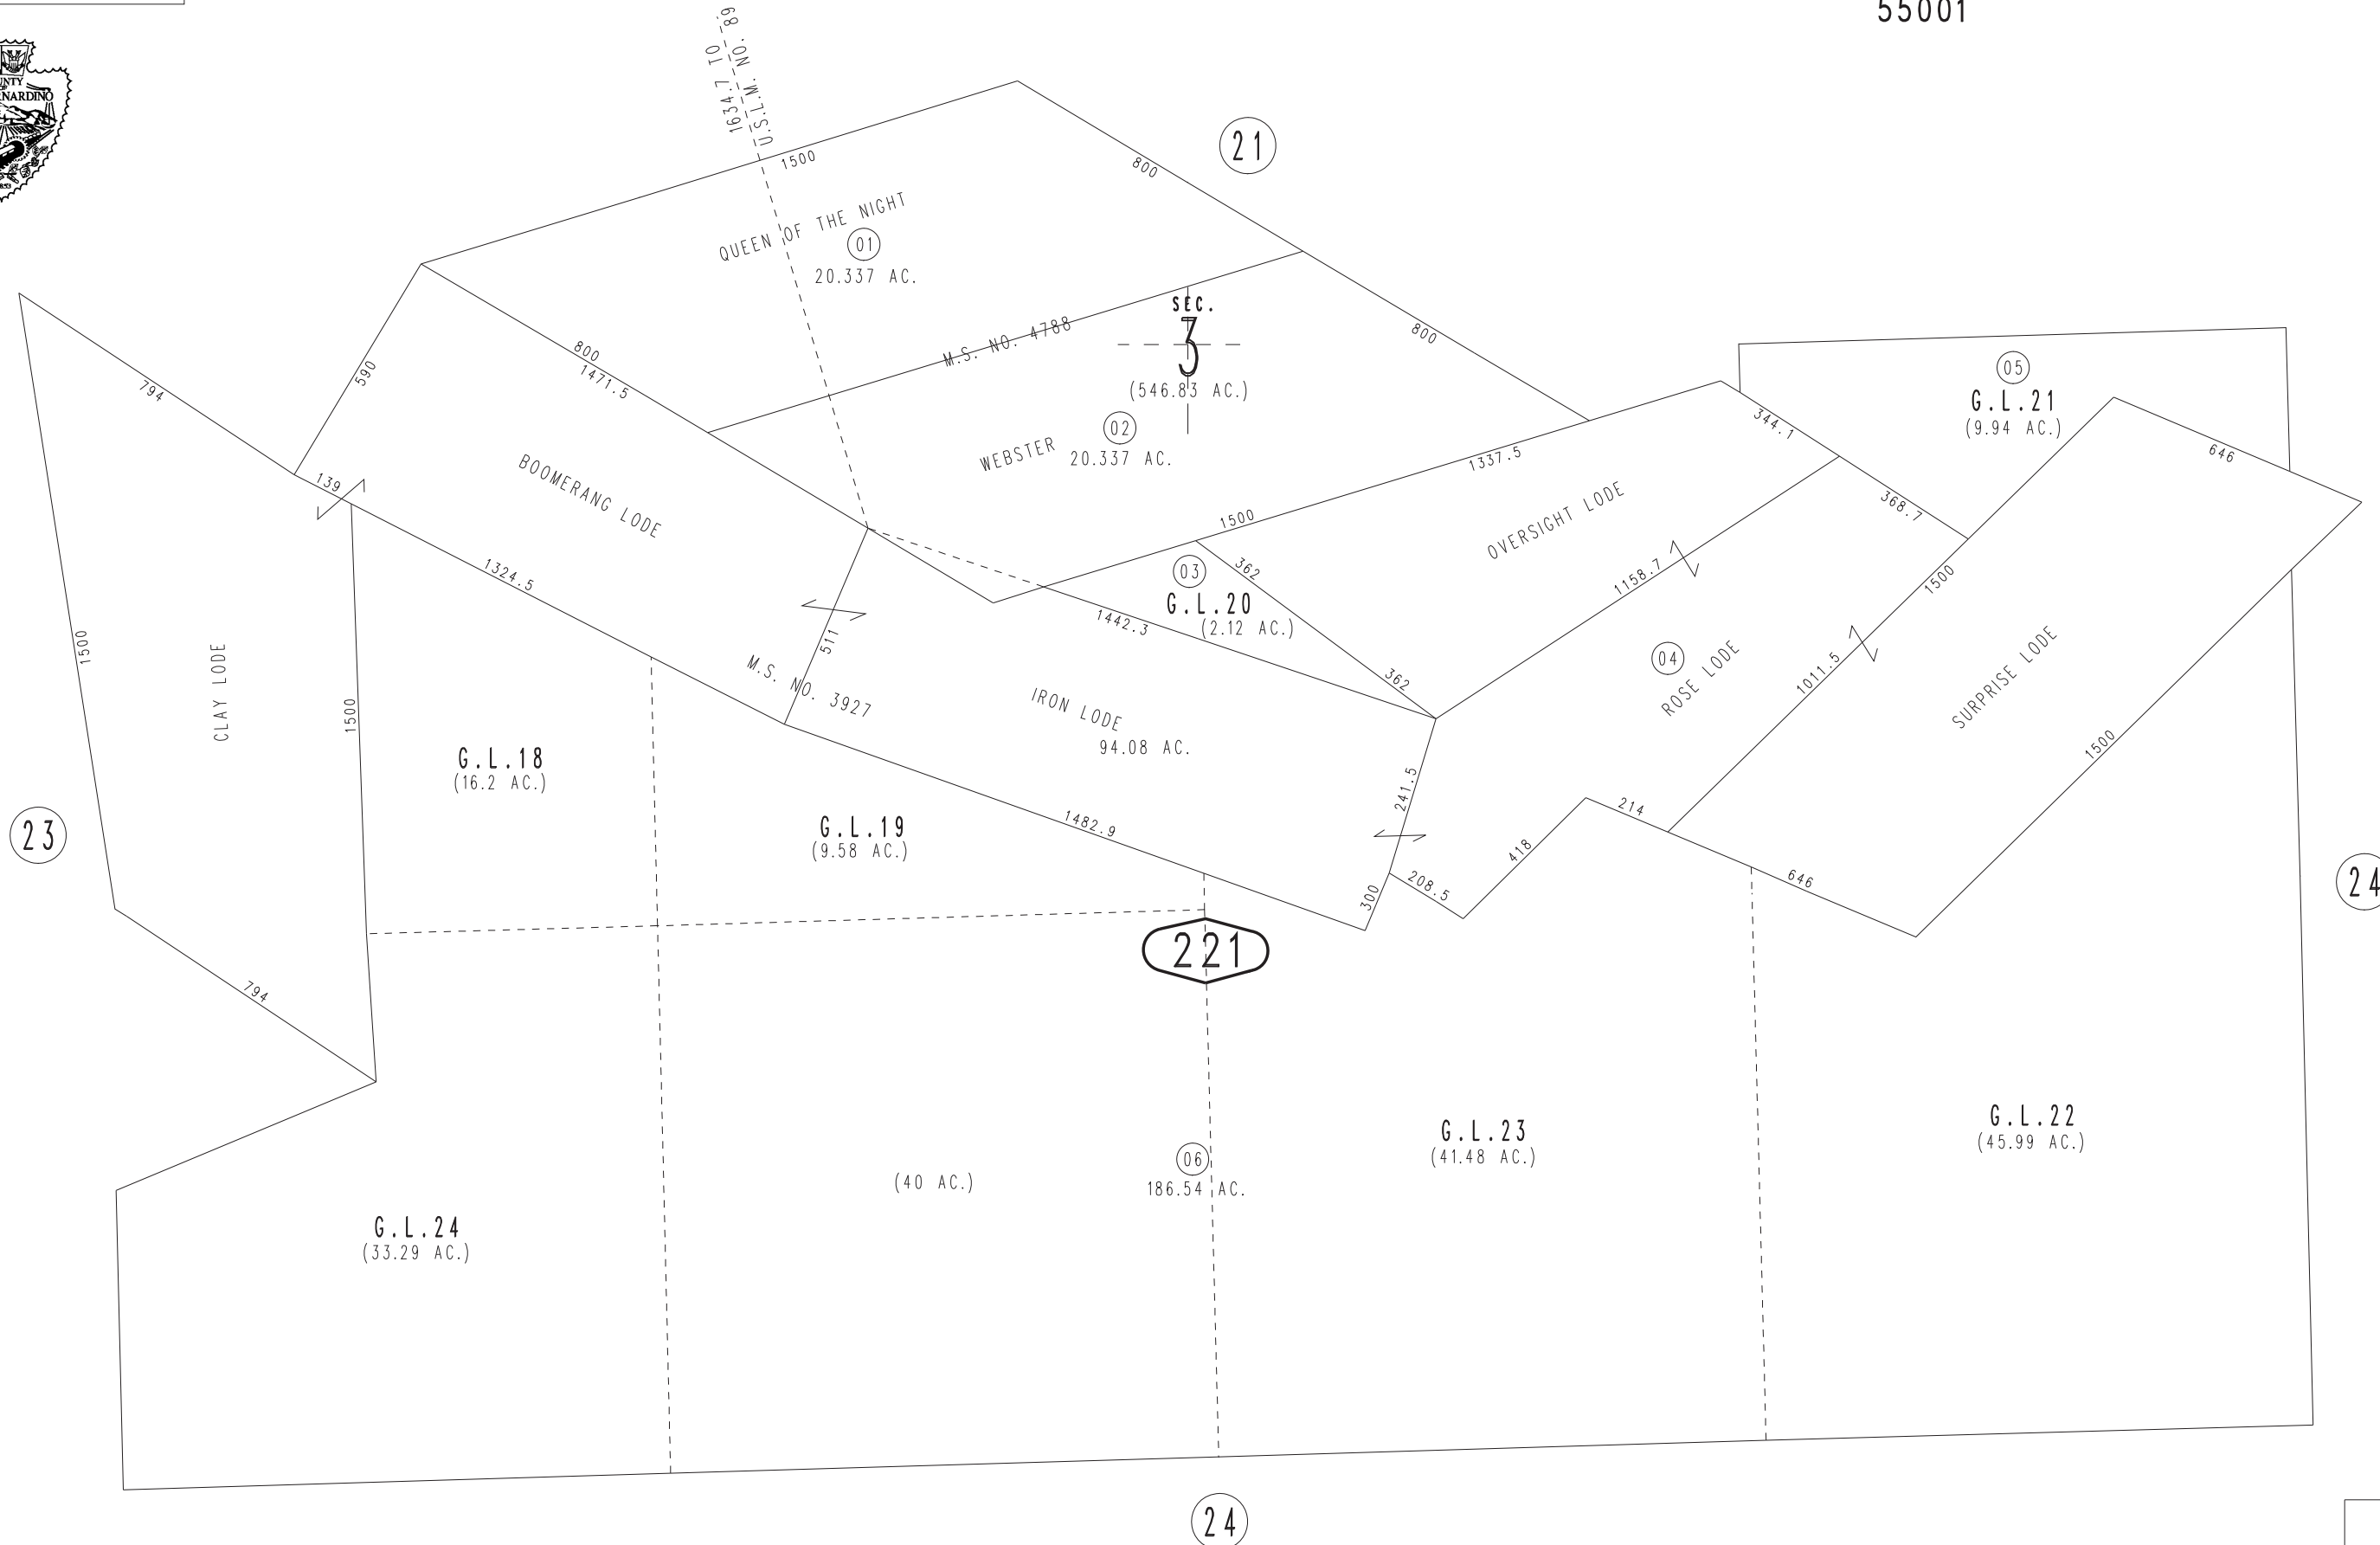 55001
UNTY
NARDINO
1634.7 TO
U.S.L.M. NO. 89.
21
1500
800
QUEEN OF THE NIGHT
01
20.337 AC.
M.S. NO. 4788
SEC.
3
(546.83 AC.)
800
590
794
800
1471.5
05
G.L.21
(9.94 AC.)
344.1
646
WEBSTER
02
20.337 AC.
1337.5
BOOMERANG LODE
139
1500
OVERSIGHT LODE
368.7
1324.5
362
03
G.L.20
(2.12 AC.)
1158.7
1500
1442.3
511
1500
CLAY LODE
04
ROSE LODE
1011.5
SURPRISE LODE
362
M.S. NO. 3927
IRON LODE
94.08 AC.
1500
1500
G.L.18
(16.2 AC.)
241.5
214
23
G.L.19
(9.58 AC.)
1482.9
418
24
300
208.5
646
221
794
G.L.22
(45.99 AC.)
G.L.23
(41.48 AC.)
06
186.54 AC.
(40 AC.)
G.L.24
(33.29 AC.)
24